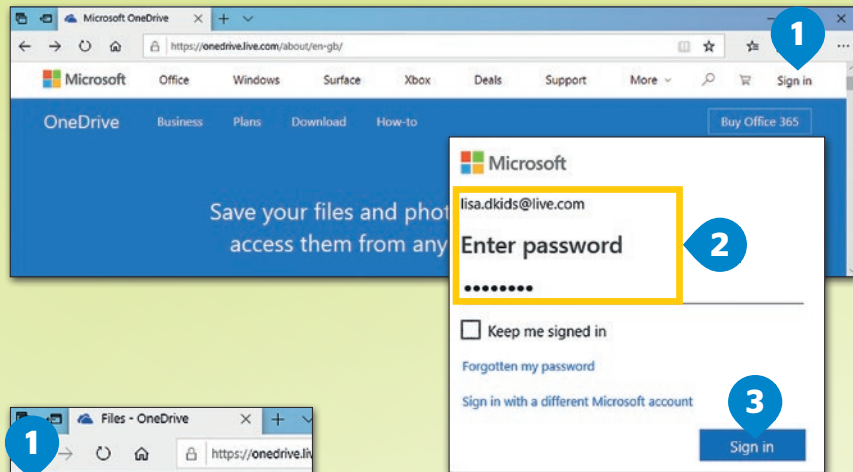 Microsoft OneDrive
1
https://onedrive.live.com/about/en-gb/
Microsoft Office Windows Surface Xbox Deals Support More Sign in
OneDrive Business Plans Download How-to Buy Office 365
Save your files and phot
access them from any
Microsoft
lisa.dkids@live.com
Enter password
2
••••••••
Keep me signed in
Forgotten my password
Sign in with a different Microsoft account
3
Sign in
Files - OneDrive
1
https://onedrive.liv